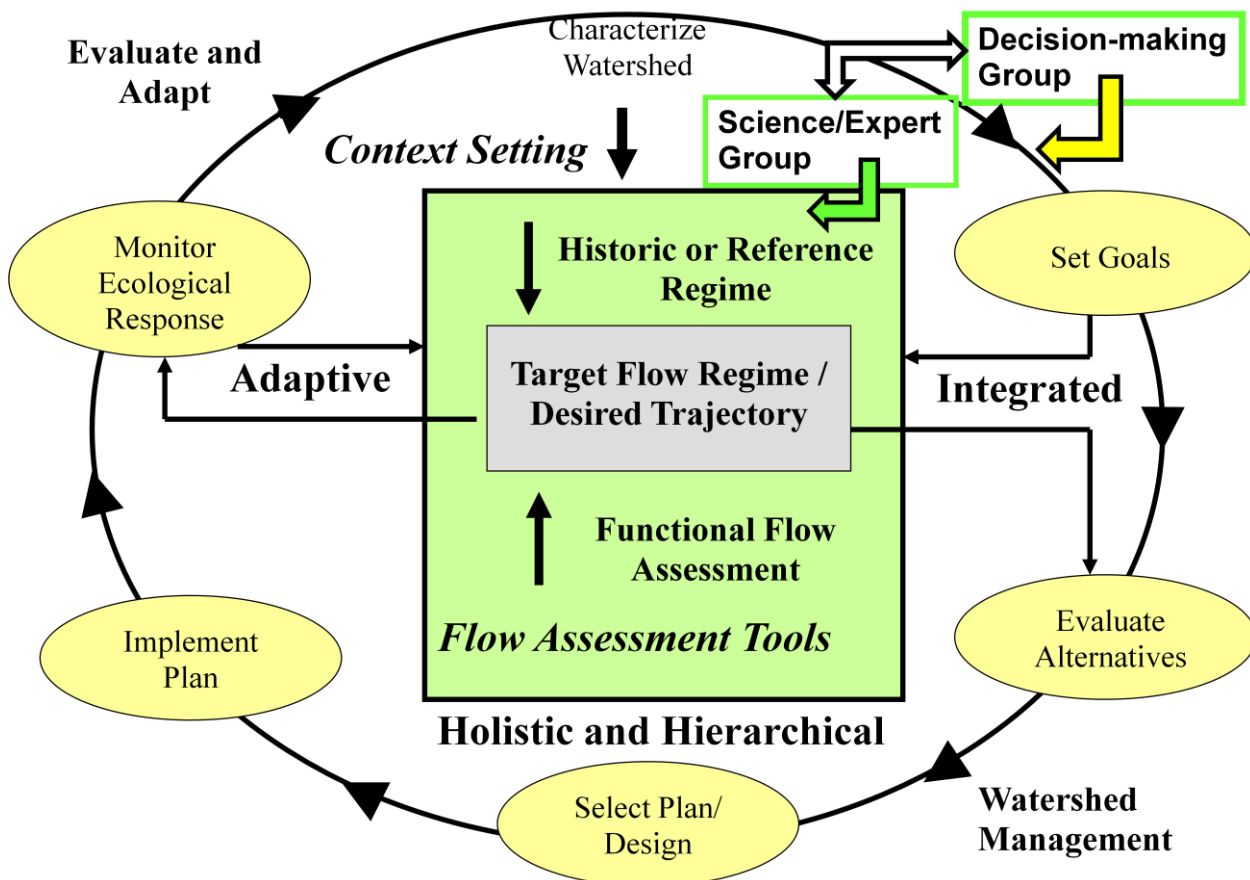 Characterize
Watershed
Decision-making
Group
Evaluate and
Adapt
Science/Expert
Group
Context Setting
Monitor
Ecological
Response
Historic or Reference
Regime
Set Goals
Adaptive
Target Flow Regime /
Desired Trajectory
Integrated
Functional Flow
Assessment
Flow Assessment Tools
Implement
Plan
Evaluate
Alternatives
Holistic and Hierarchical
Select Plan/
Design
Watershed
Management